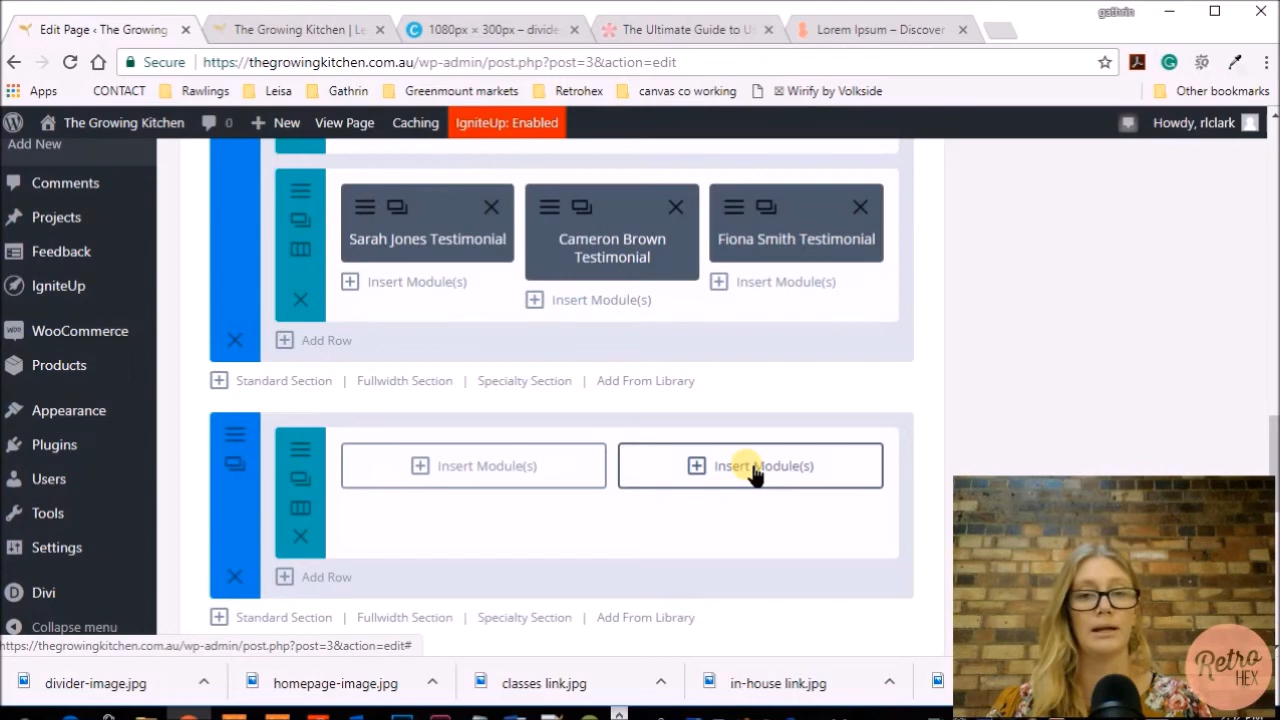 gathrin
Edit Page ‹ The Growing
The Growing Kitchen | Le
1080px × 300px – divide
The Ultimate Guide to U
Lorem Ipsum – Discover
Secure
https://thegrowingkitchen.com.au/wp-admin/post.php?post=3&action=edit
Apps
CONTACT
Rawlings
Leisa
Gathrin
Greenmount markets
Retrohex
canvas co working
Wirify by Volkside
Other bookmarks
The Growing Kitchen
0
New
View Page
Caching
IgniteUp: Enabled
Howdy, rlclark
Add New
Comments
Projects
Feedback
IgniteUp
WooCommerce
Products
Appearance
Plugins
Users
Tools
Settings
Divi
Collapse menu
Sarah Jones Testimonial
Cameron Brown
Testimonial
Fiona Smith Testimonial
Insert Module(s)
Insert Module(s)
Insert Module(s)
Add Row
Standard Section | Fullwidth Section | Specialty Section | Add From Library
Insert Module(s)
Insert Module(s)
Add Row
Standard Section | Fullwidth Section | Specialty Section | Add From Library
https://thegrowingkitchen.com.au/wp-admin/post.php?post=3&action=edit#
divider-image.jpg
homepage-image.jpg
classes link.jpg
in-house link.jpg
Retro
HEX